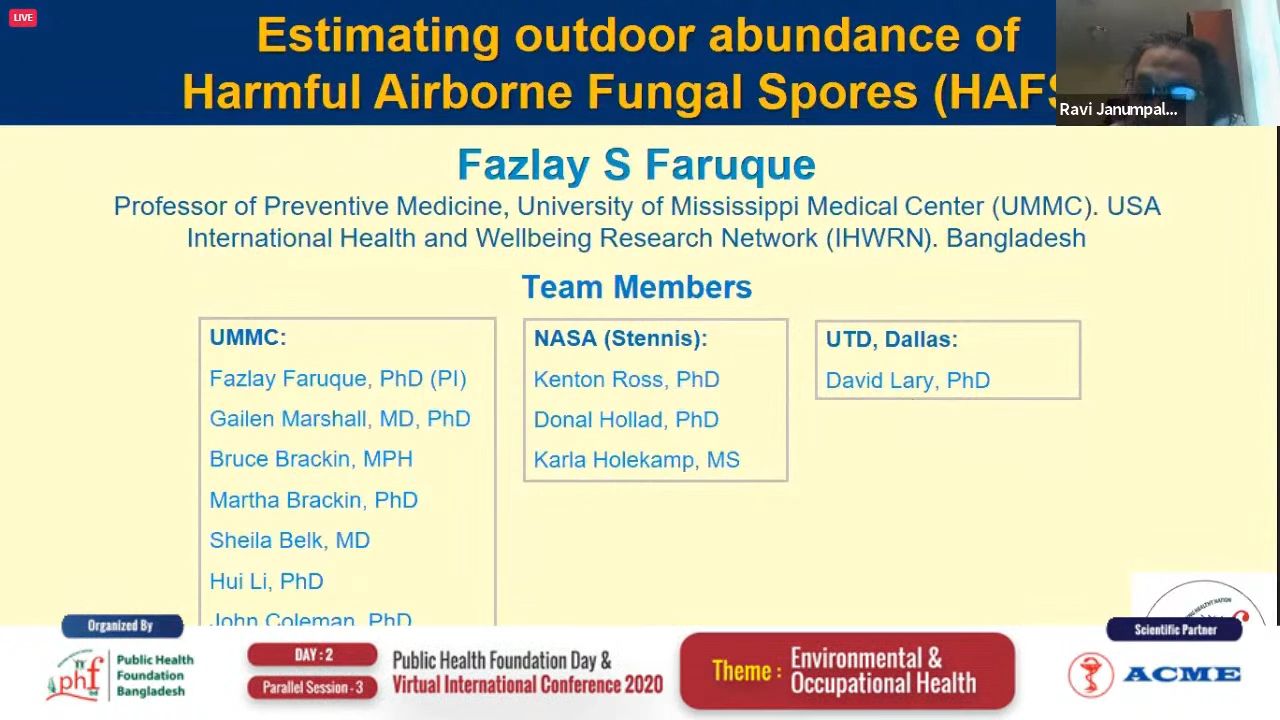 LIVE
Estimating outdoor abundance of
Harmful Airborne Fungal Spores (HAFS
Ravi Janumpal...
Fazlay S Faruque
Professor of Preventive Medicine, University of Mississippi Medical Center (UMMC). USA
International Health and Wellbeing Research Network (IHWRN). Bangladesh
Team Members
UMMC:
Fazlay Faruque, PhD (PI)
Gailen Marshall, MD, PhD
Bruce Brackin, MPH
Martha Brackin, PhD
Sheila Belk, MD
Hui Li, PhD
John Coleman, PhD
NASA (Stennis):
Kenton Ross, PhD
Donal Hollad, PhD
Karla Holekamp, MS
UTD, Dallas:
David Lary, PhD
Organized By
phf
Public Health
Foundation
Bangladesh
DAY : 2
Parallel Session - 3
Public Health Foundation Day &
Virtual International Conference 2020
Theme :
Environmental &
Occupational Health
HEALTHY NATION
Scientific Partner
ACME